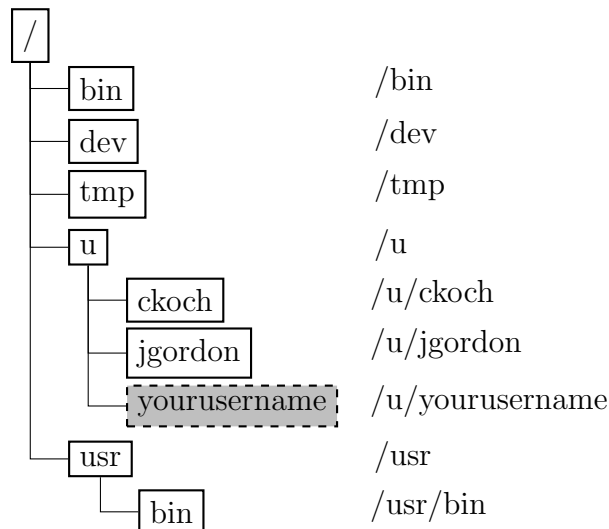 /
bin /bin
dev /dev
tmp /tmp
u /u
ckoch /u/ckoch
jgordon /u/jgordon
yourusername /u/yourusername
usr /usr
bin /usr/bin